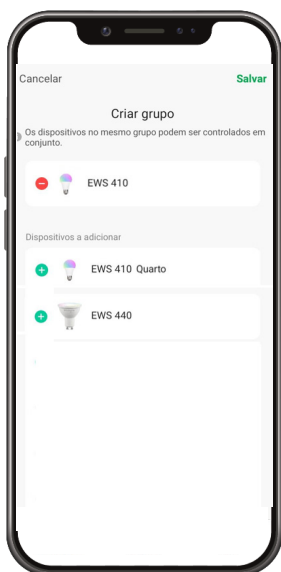 Cancelar Salvar
Criar grupo
Os dispositivos no mesmo grupo podem ser controlados em
conjunto.
EWS 410
Dispositivos a adicionar
EWS 410 Quarto
EWS 440